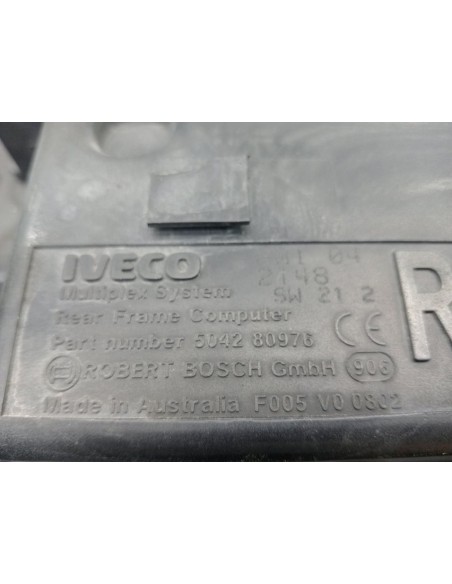 IVECO
04
Multiplex System
2148
SW 21 2
Rear Frame Computer
Part number 5042 80976
CE
R
ROBERT BOSCH GmbH
906
Made in Australia F005 V0 0802